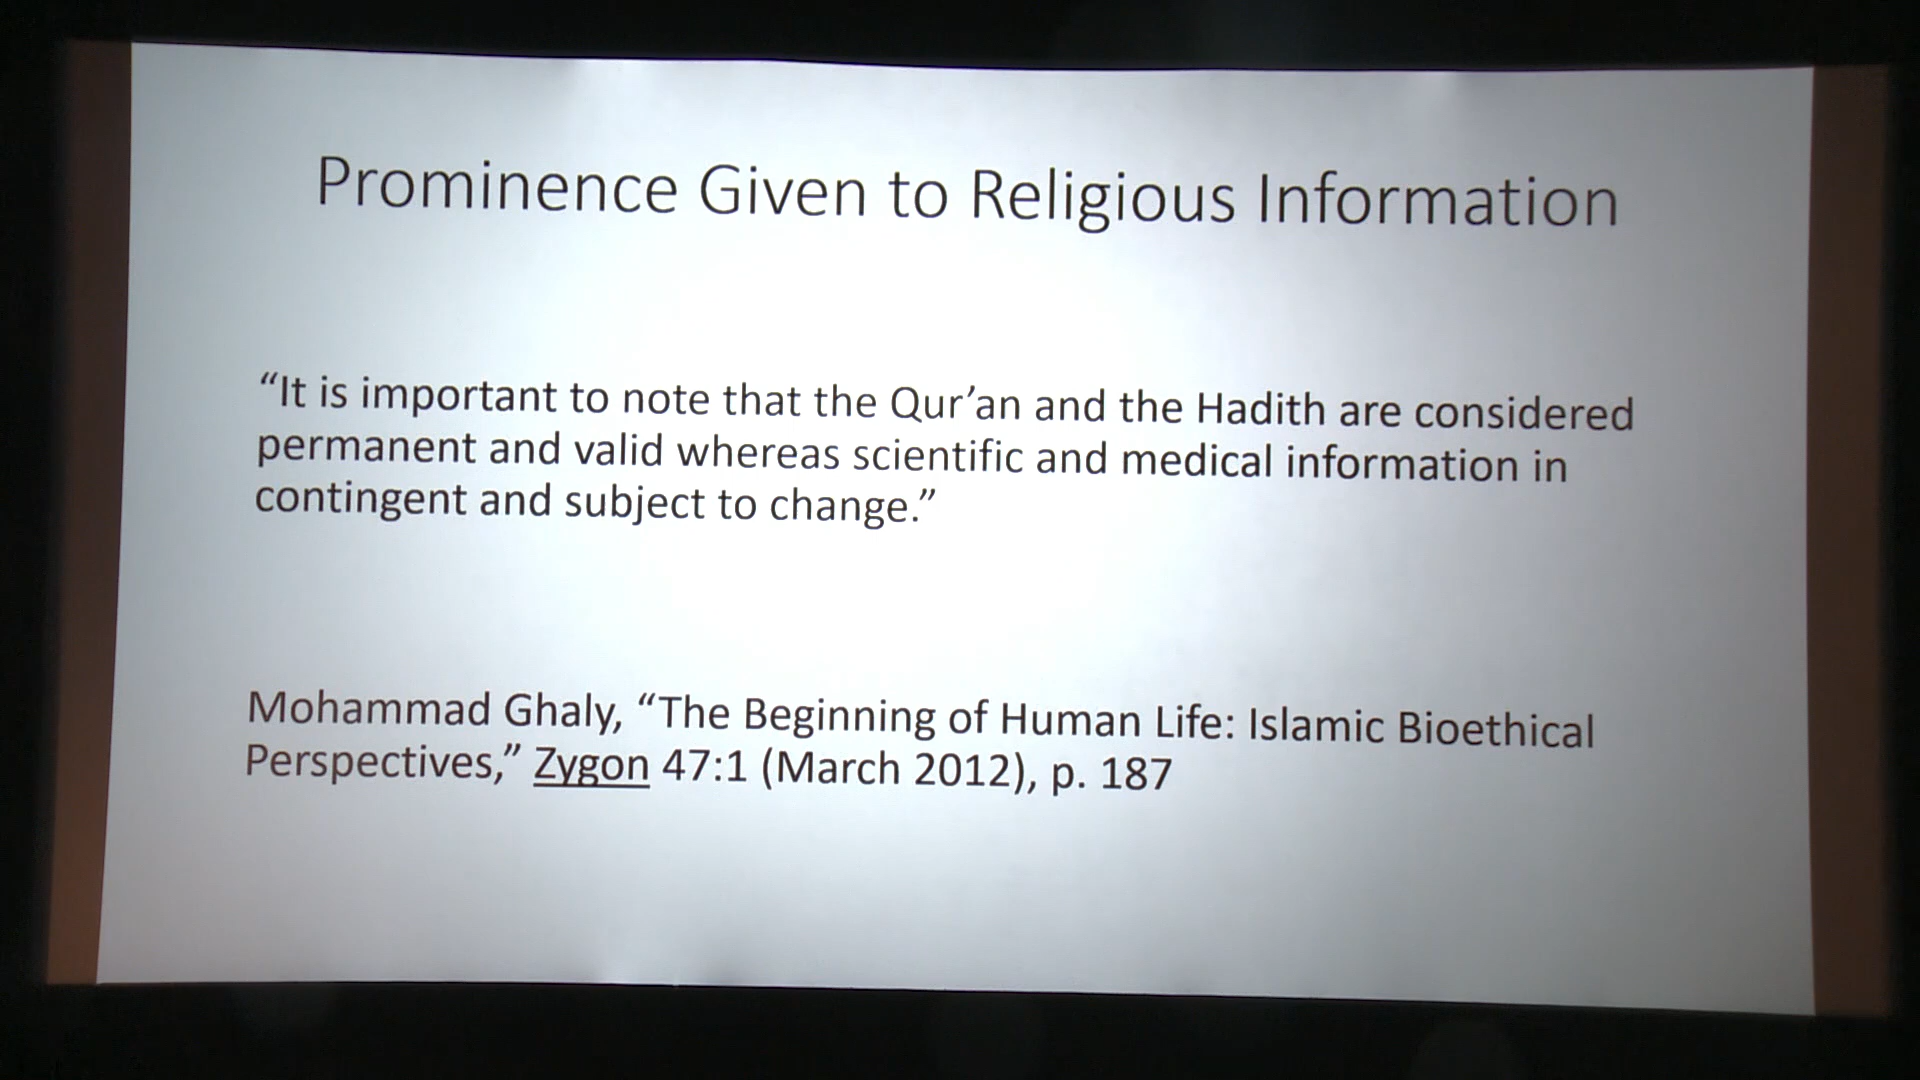 Prominence Given to Religious Information
“It is important to note that the Qur’an and the Hadith are considered
permanent and valid whereas scientific and medical information in
contingent and subject to change.”
Mohammad Ghaly, “The Beginning of Human Life: Islamic Bioethical
Perspectives,” Zygon 47:1 (March 2012), p. 187